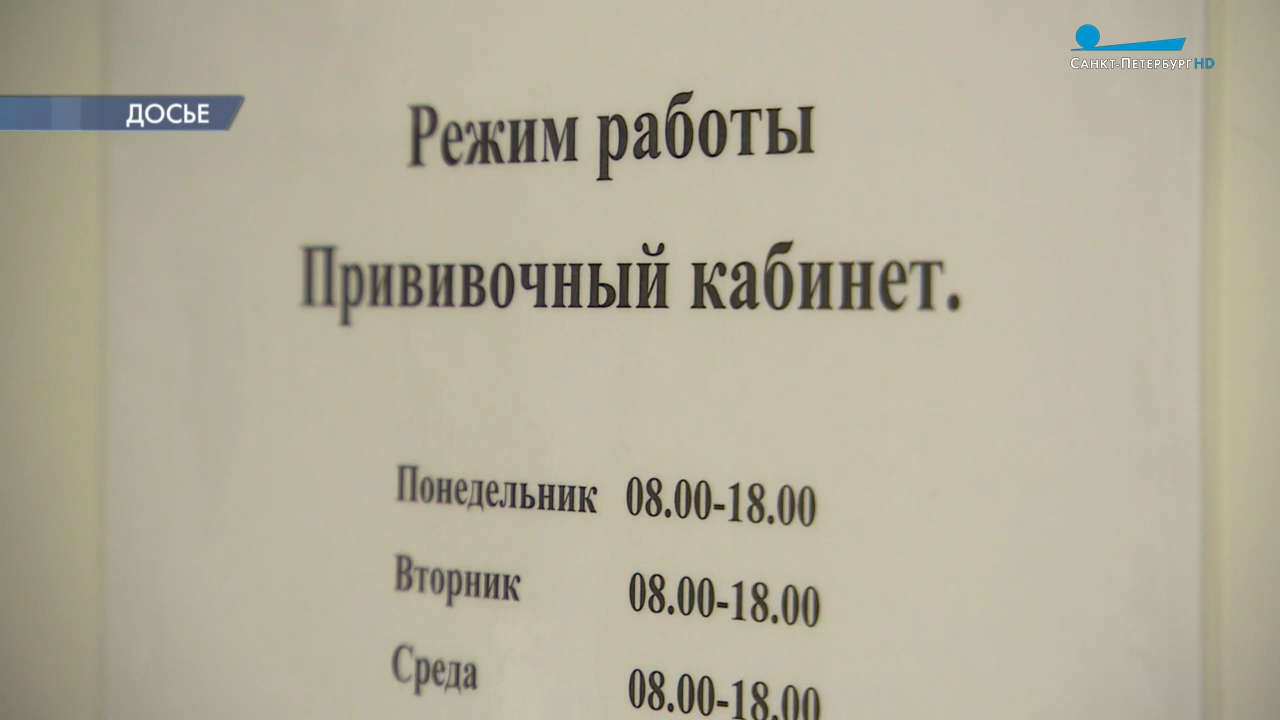 Санкт-Петербург HD
ДОСЬЕ
Режим работы
Прививочный кабинет.
Понедельник 08.00-18.00
Вторник 08.00-18.00
Среда 08.00-18.00